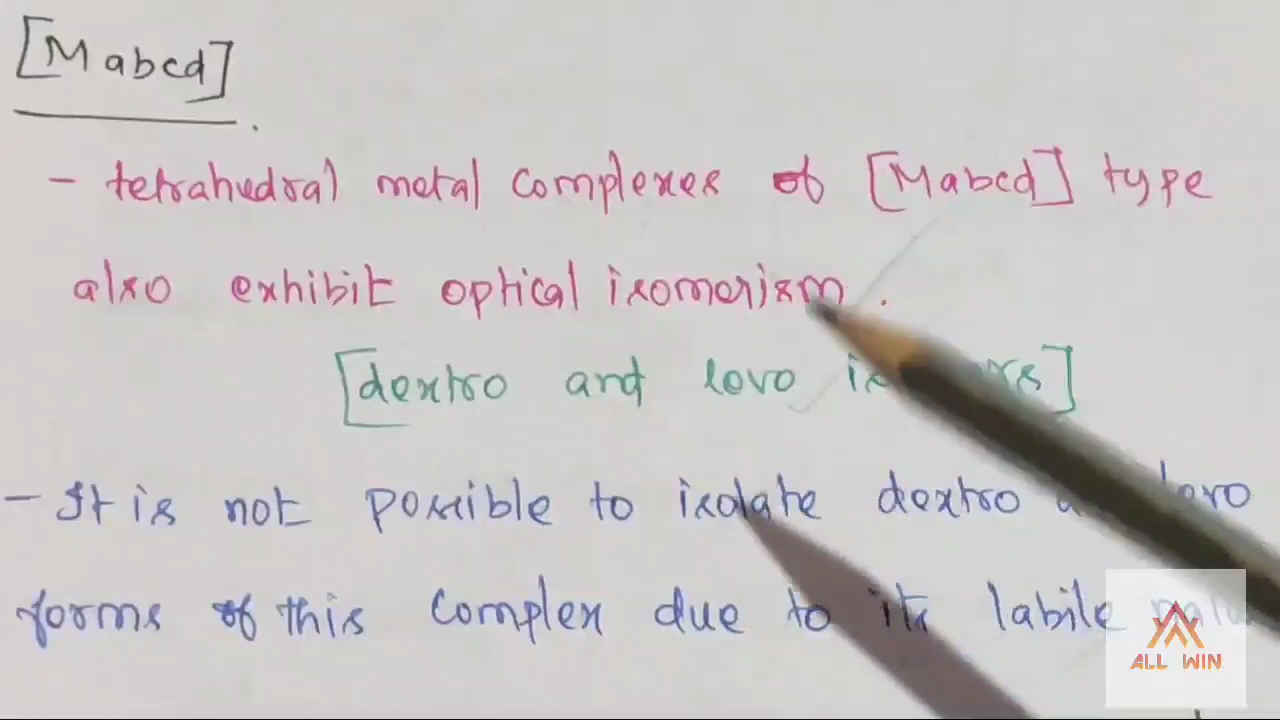 [Mabcd]
- tetrahedral metal complexes of [Mabcd] type
also exhibit optical isomerism.
[dextro and levo
- It is not possible to isolate dextro levo
forms of this complex due to its labile
ALL WIN